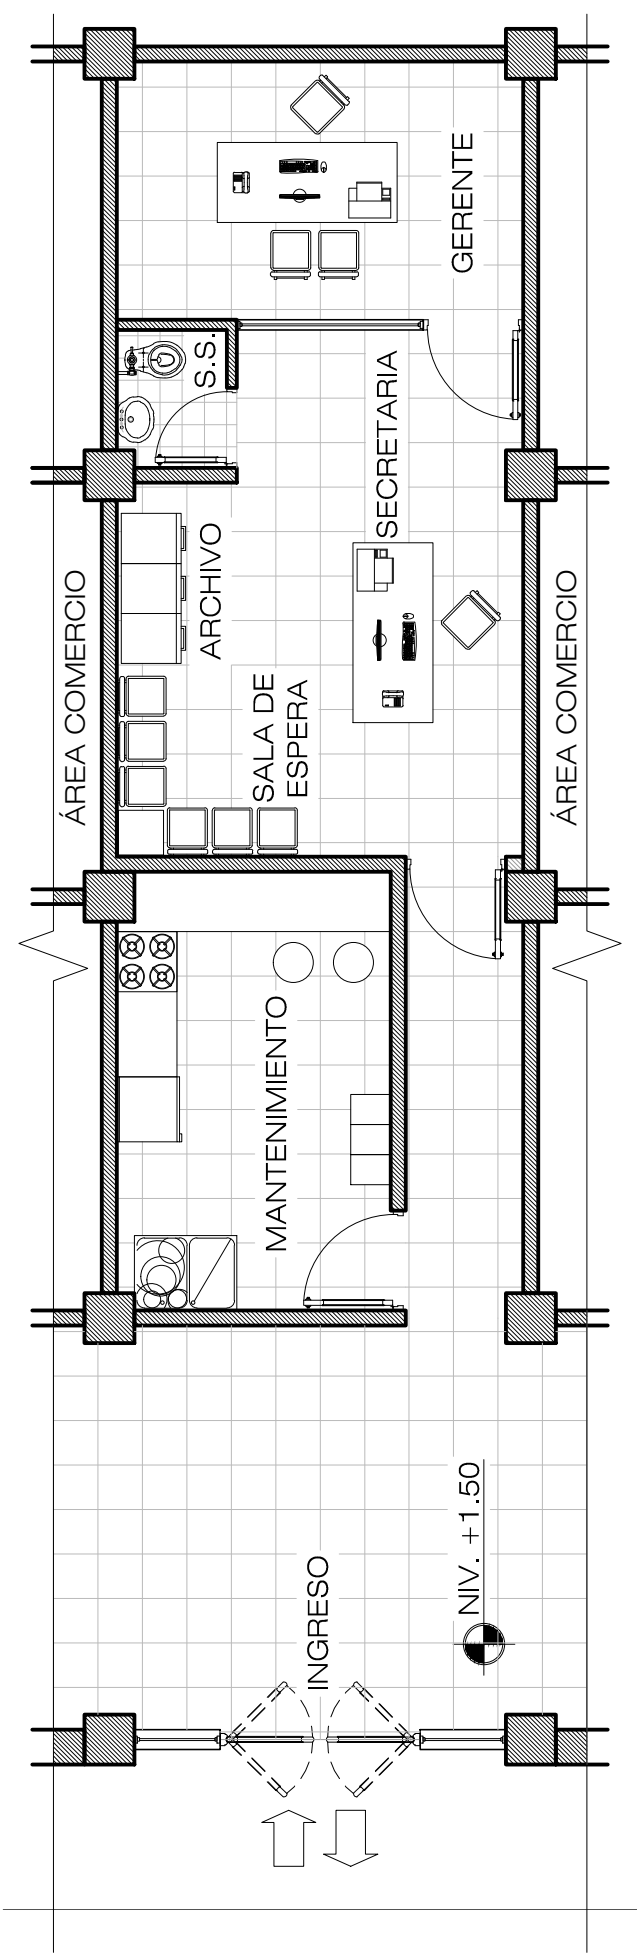 GERENTE
S.S.
SECRETARIA
ARCHIVO
ÁREA COMERCIO
SALA DE
ESPERA
ÁREA COMERCIO
MANTENIMIENTO
NIV. +1.50
INGRESO